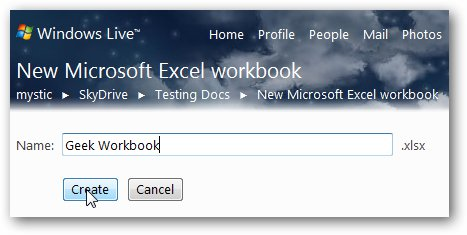 Windows Live™ Home Profile People Mail Photos
New Microsoft Excel workbook
mystic ► SkyDrive ► Testing Docs ► New Microsoft Excel workbook
Name: Geek Workbook .xlsx
Create Cancel